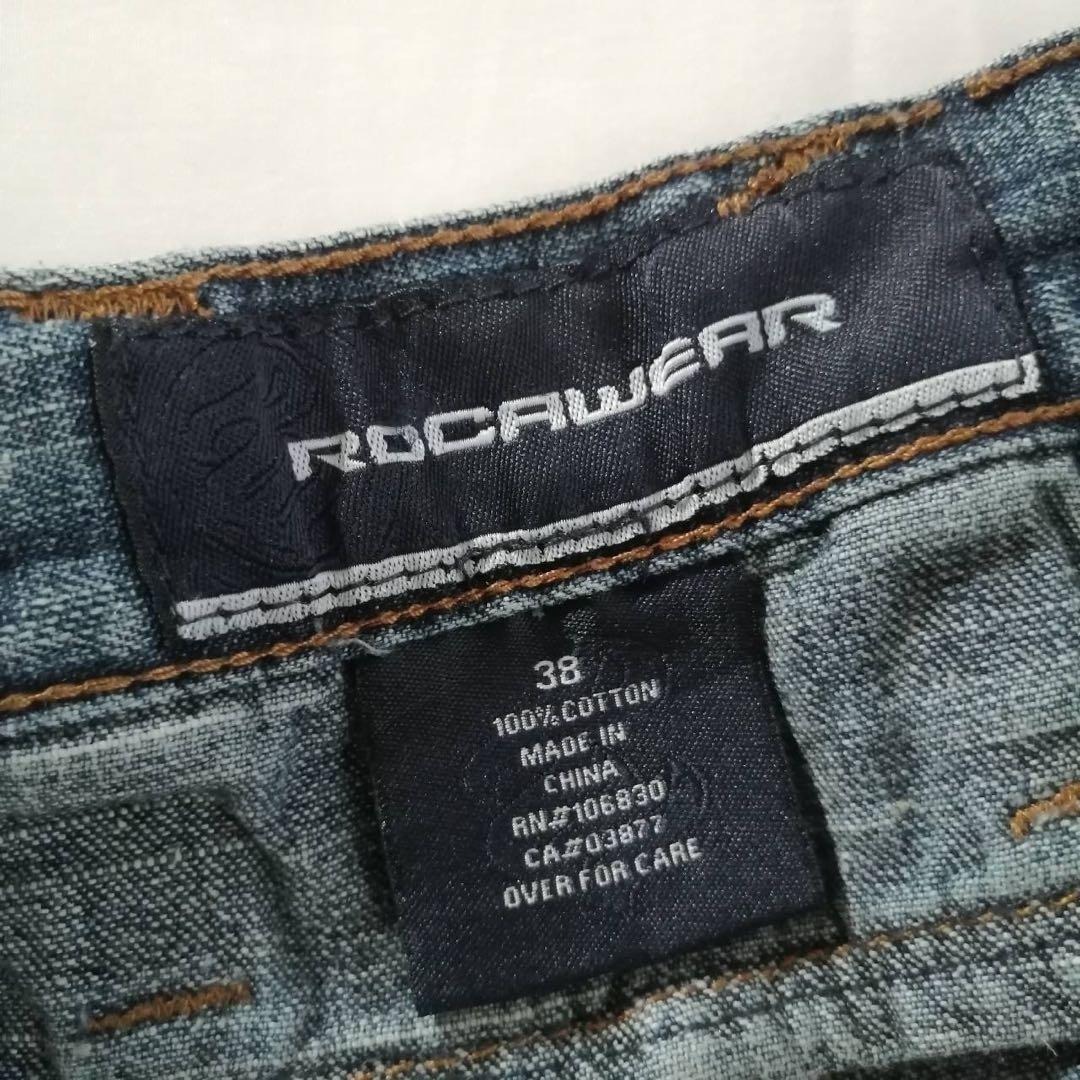 ROCAWEAR
38
100% COTTON
MADE IN
CHINA
RN#106830
CA#03877
OVER FOR CARE